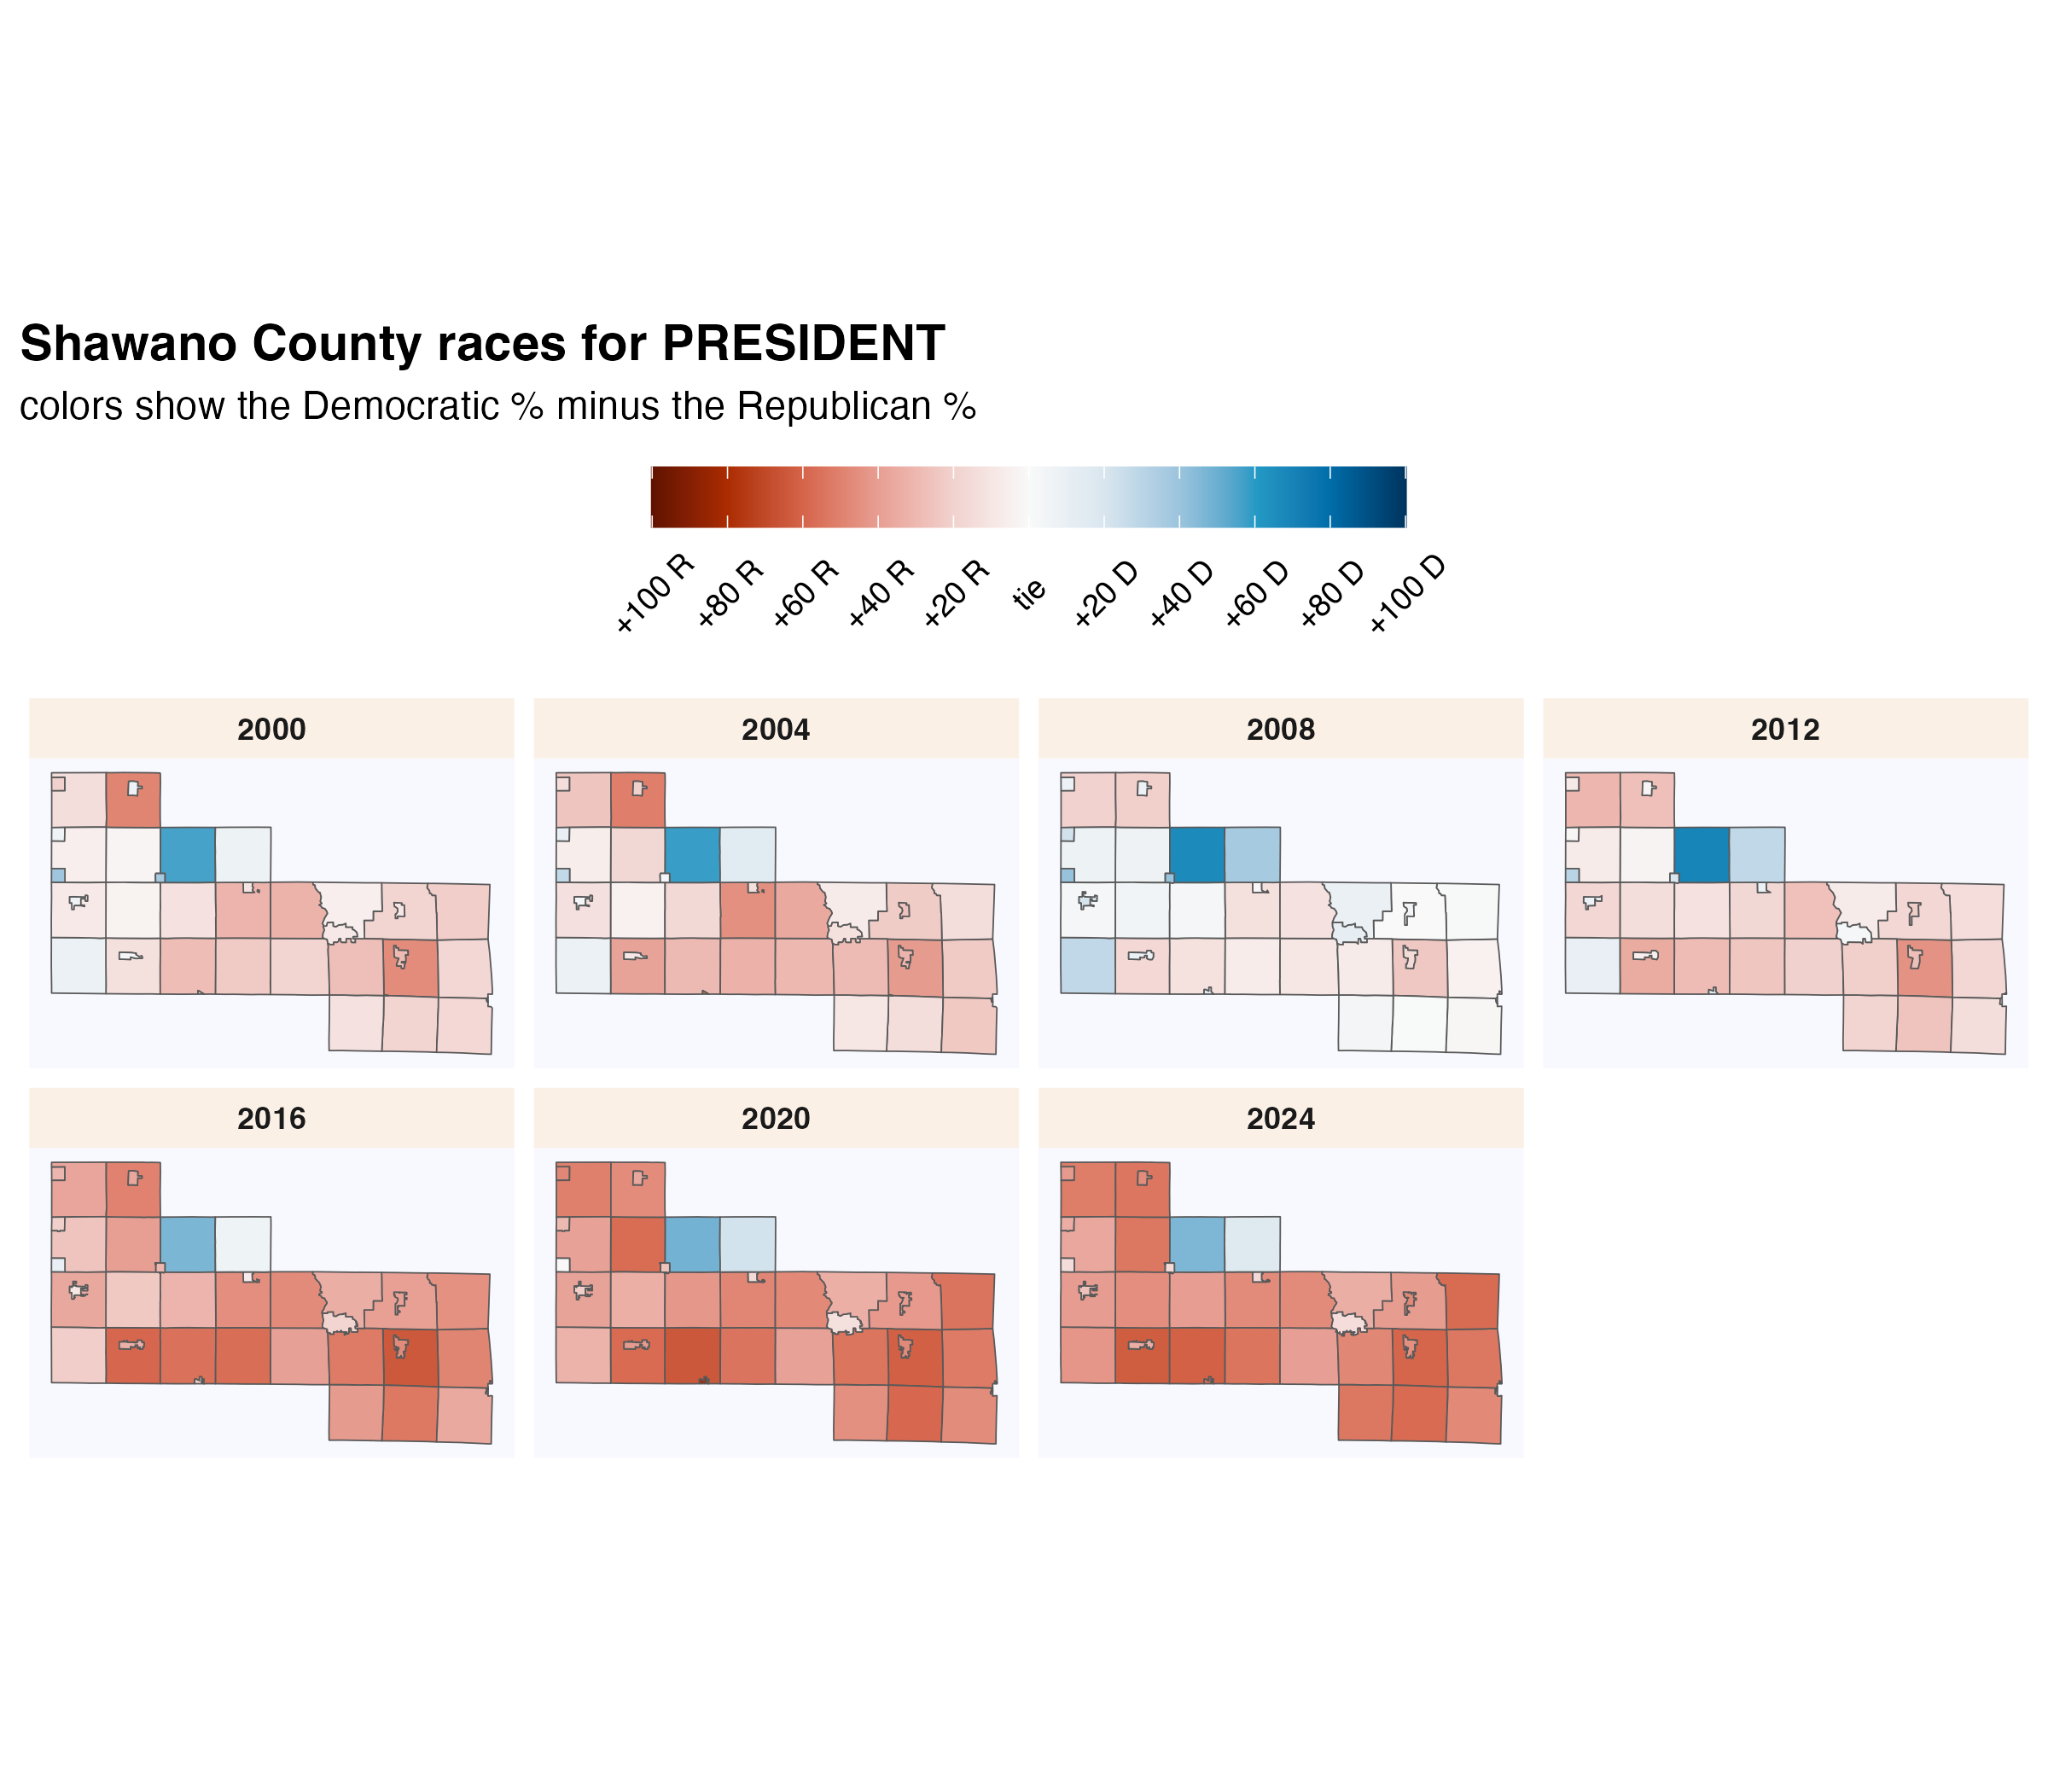 Shawano County races for PRESIDENT
colors show the Democratic % minus the Republican %
+100 R +80 R +60 R +40 R +20 R tie +20 D +40 D +60 D +80 D +100 D
2000 2004 2008 2012
2016 2020 2024